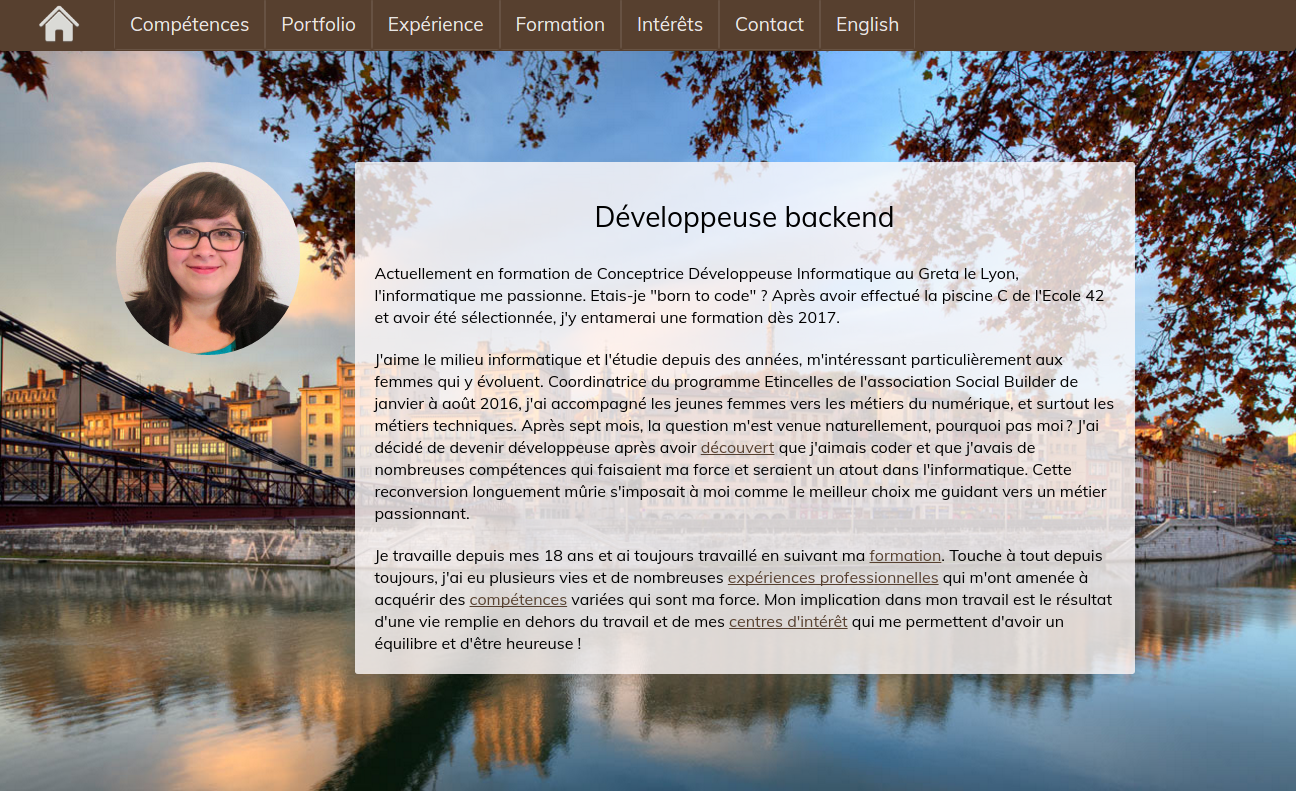 Compétences Portfolio Expérience Formation Intérêts Contact English
Développeuse backend
Actuellement en formation de Conceptrice Développeuse Informatique au Greta le Lyon,
l'informatique me passionne. Etais-je "born to code" ? Après avoir effectué la piscine C de l'Ecole 42
et avoir été sélectionnée, j'y entamerai une formation dès 2017.
J'aime le milieu informatique et l'étudie depuis des années, m'intéressant particulièrement aux
femmes qui y évoluent. Coordinatrice du programme Etincelles de l'association Social Builder de
janvier à août 2016, j'ai accompagné les jeunes femmes vers les métiers du numérique, et surtout les
métiers techniques. Après sept mois, la question m'est venue naturellement, pourquoi pas moi ? J'ai
décidé de devenir développeuse après avoir découvert que j'aimais coder et que j'avais de
nombreuses compétences qui faisaient ma force et seraient un atout dans l'informatique. Cette
reconversion longuement mûrie s'imposait à moi comme le meilleur choix me guidant vers un métier
passionnant.
Je travaille depuis mes 18 ans et ai toujours travaillé en suivant ma formation. Touche à tout depuis
toujours, j'ai eu plusieurs vies et de nombreuses expériences professionnelles qui m'ont amenée à
acquérir des compétences variées qui sont ma force. Mon implication dans mon travail est le résultat
d'une vie remplie en dehors du travail et de mes centres d'intérêt qui me permettent d'avoir un
équilibre et d'être heureuse !